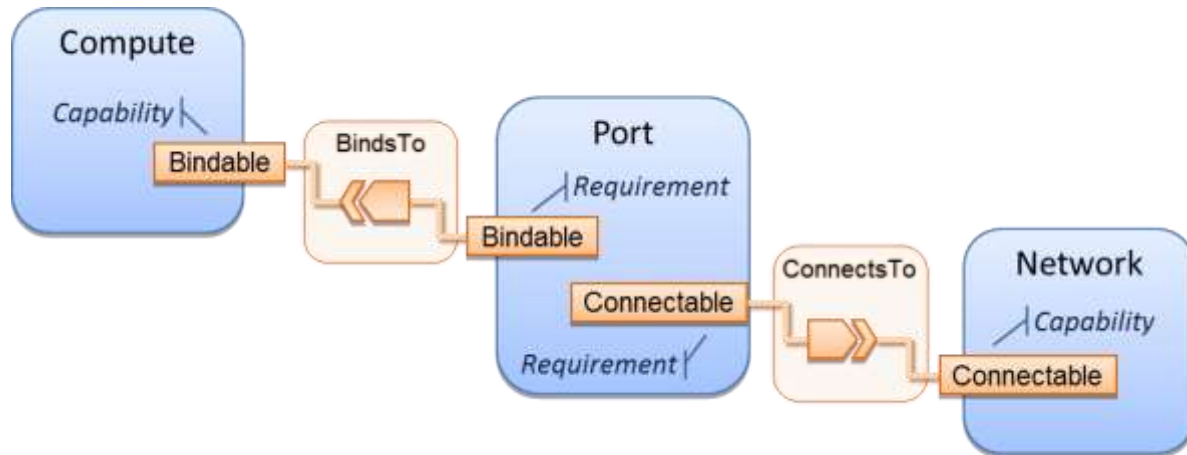 Compute
Capability
Bindable
BindsTo
Port
Requirement
Bindable
Connectable
Requirement
ConnectsTo
Network
Capability
Connectable